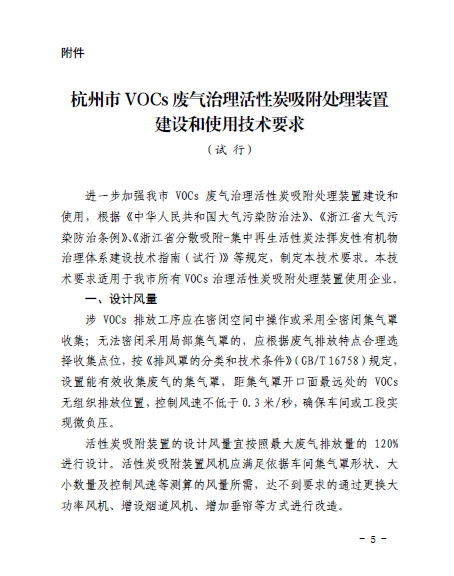 附件
杭州市 VOCs 废气治理活性炭吸附处理装置
建设和使用技术要求
（试 行）
进一步加强我市 VOCs 废气治理活性炭吸附处理装置建设和
使用，根据《中华人民共和国大气污染防治法》、《浙江省大气污
染防治条例》、《浙江省分散吸附-集中再生活性炭法挥发性有机物
治理体系建设技术指南（试行）》等规定，制定本技术要求。本技
术要求适用于我市所有 VOCs 治理活性炭吸附处理装置使用企业。
一、设计风量
涉 VOCs 排放工序应在密闭空间中操作或采用全密闭集气罩
收集；无法密闭采用局部集气罩的，应根据废气排放特点合理选
择收集点位，按《排风罩的分类和技术条件》（GB/T 16758）规定，
设置能有效收集废气的集气罩，距集气罩开口面最远处的 VOCs
无组织排放位置，控制风速不低于 0.3 米/秒，确保车间或工段实
现微负压。
活性炭吸附装置的设计风量宜按照最大废气排放量的 120%
进行设计。活性炭吸附装置风机应满足依据车间集气罩形状、大
小数量及控制风速等测算的风量所需，达不到要求的通过更换大
功率风机、增设烟道风机、增加垂帘等方式进行改造。
- 5 -